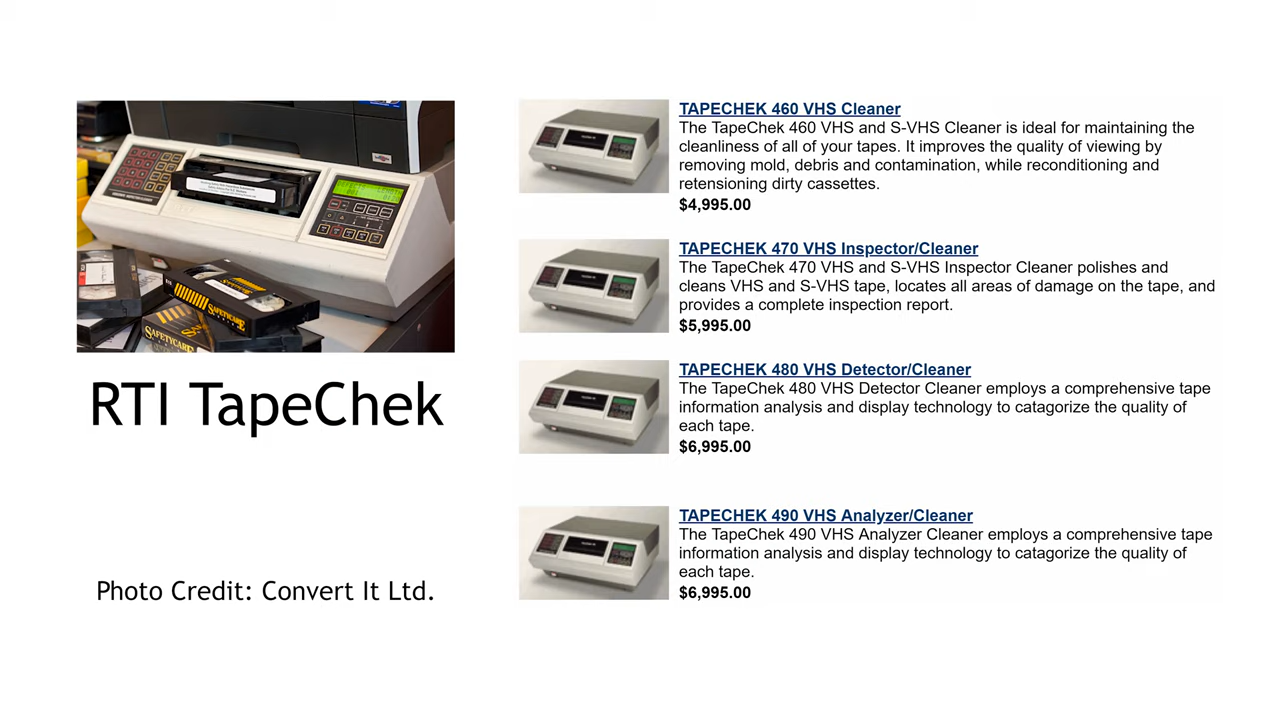 RTI TapeChek
Photo Credit: Convert It Ltd.
TAPECHEK 460 VHS Cleaner
The TapeChek 460 VHS and S-VHS Cleaner is ideal for maintaining the
cleanliness of all of your tapes. It improves the quality of viewing by
removing mold, debris and contamination, while reconditioning and
retensioning dirty cassettes.
$4,995.00
TAPECHEK 470 VHS Inspector/Cleaner
The TapeChek 470 VHS and S-VHS Inspector Cleaner polishes and
cleans VHS and S-VHS tape, locates all areas of damage on the tape, and
provides a complete inspection report.
$5,995.00
TAPECHEK 480 VHS Detector/Cleaner
The TapeChek 480 VHS Detector Cleaner employs a comprehensive tape
information analysis and display technology to catagorize the quality of
each tape.
$6,995.00
TAPECHEK 490 VHS Analyzer/Cleaner
The TapeChek 490 VHS Analyzer Cleaner employs a comprehensive tape
information analysis and display technology to catagorize the quality of
each tape.
$6,995.00
SAFETYCARE
SAFETYCARE